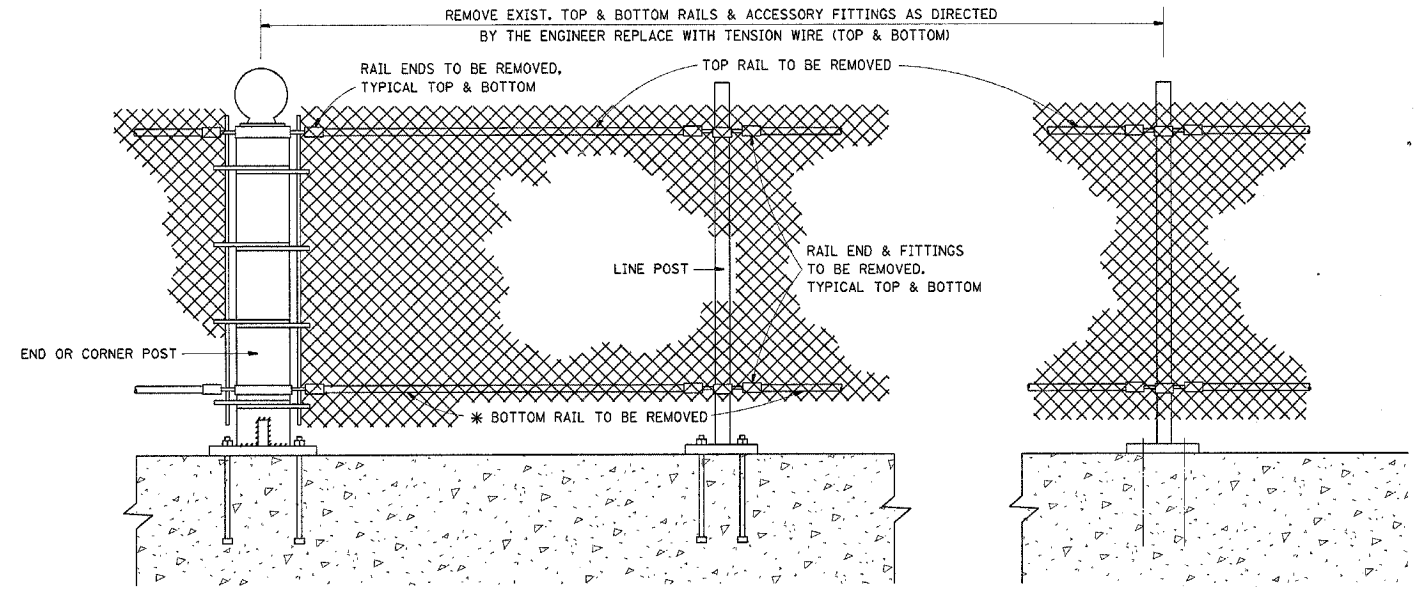 REMOVE EXIST. TOP & BOTTOM RAILS & ACCESSORY FITTINGS AS DIRECTED
BY THE ENGINEER REPLACE WITH TENSION WIRE (TOP & BOTTOM)
RAIL ENDS TO BE REMOVED,
TYPICAL TOP & BOTTOM
TOP RAIL TO BE REMOVED
LINE POST
RAIL END & FITTINGS
TO BE REMOVED.
TYPICAL TOP & BOTTOM
END OR CORNER POST
* BOTTOM RAIL TO BE REMOVED